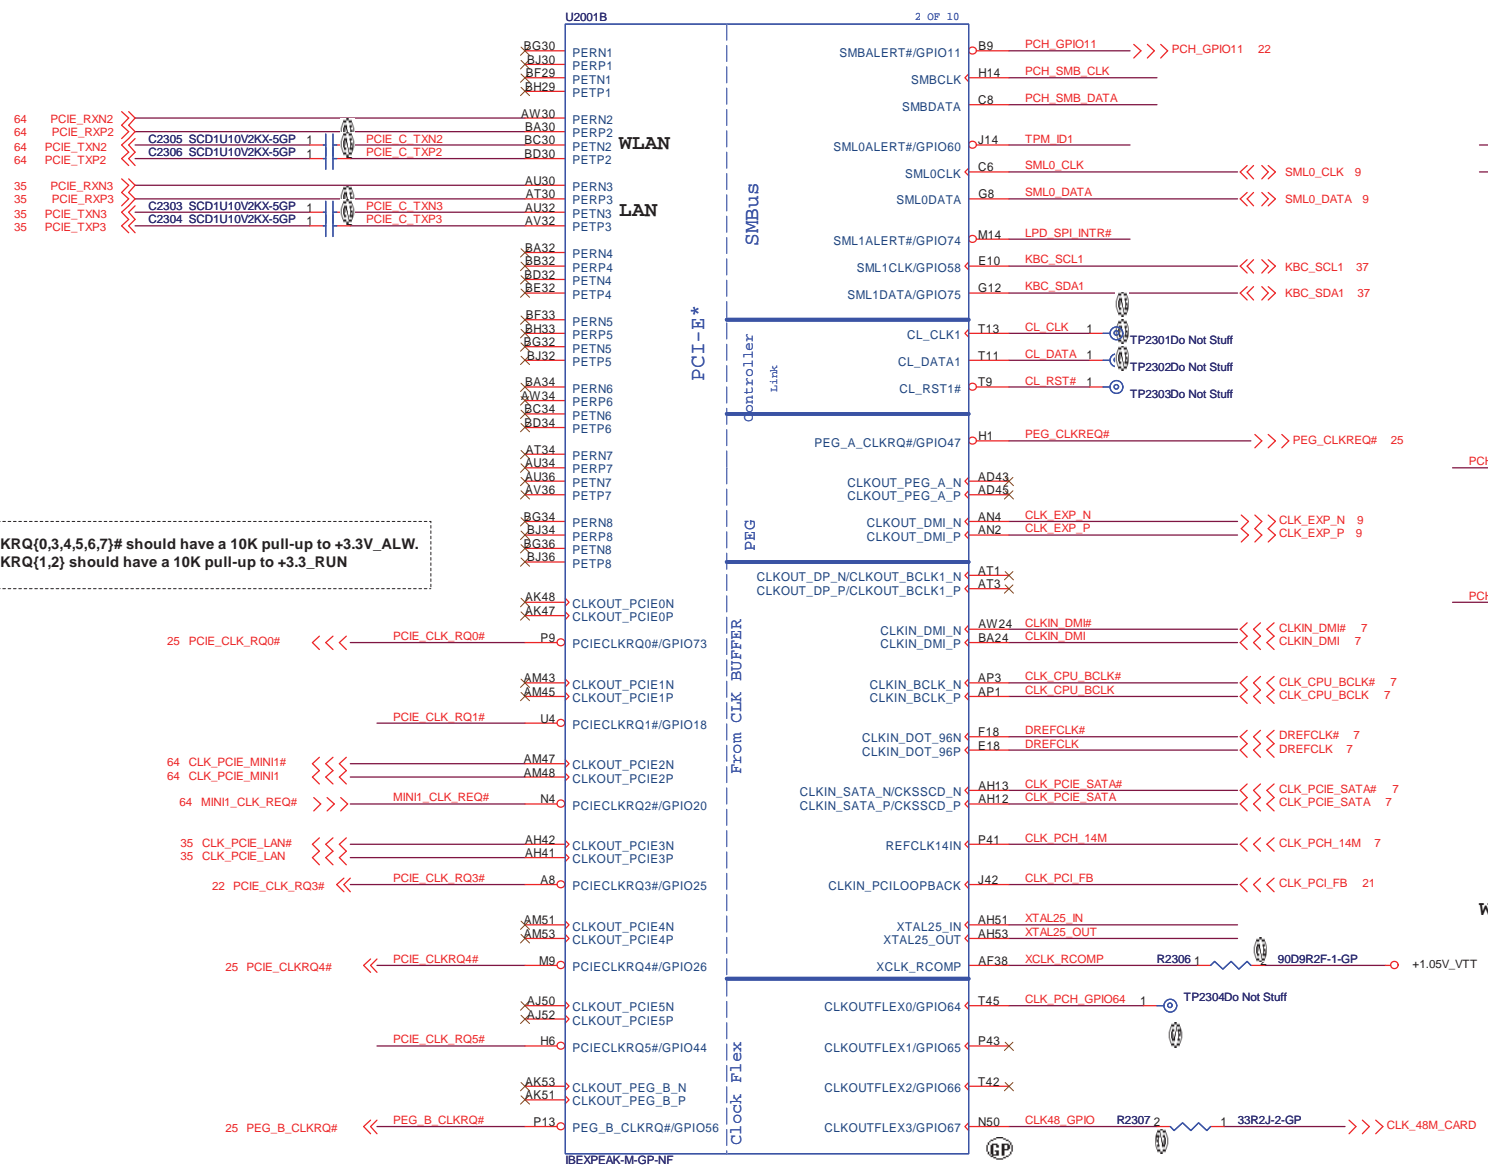 U2001B
2 OF 10
BG30 PERN1
BJ30 PERP1
BF29 PETN1
BH29 PETP1
64 PCIE_RXN2 AW30 PERN2
64 PCIE_RXP2 BA30 PERP2
64 PCIE_TXN2 C2305 SCD1U10V2KX-5GP 1 PCIE_C_TXN2 BC30 PETN2 WLAN
64 PCIE_TXP2 C2306 SCD1U10V2KX-5GP 1 PCIE_C_TXP2 BD30 PETP2
35 PCIE_RXN3 AU30 PERN3
35 PCIE_RXP3 AT30 PERP3
35 PCIE_TXN3 C2303 SCD1U10V2KX-5GP 1 PCIE_C_TXN3 AU32 PETN3 LAN
35 PCIE_TXP3 C2304 SCD1U10V2KX-5GP 1 PCIE_C_TXP3 AV32 PETP3
BA32 PERN4
BB32 PERP4
BD32 PETN4
BE32 PETP4
BF33 PERN5
BH33 PERP5
BG32 PETN5
BJ32 PETP5
BA34 PERN6
AW34 PERP6
BC34 PETN6
BD34 PETP6
AT34 PERN7
AU34 PERP7
AU36 PETN7
AV36 PETP7
BG34 PERN8
BJ34 PERP8
BG36 PETN8
BJ36 PETP8
KRQ{0,3,4,5,6,7}# should have a 10K pull-up to +3.3V_ALW.
KRQ{1,2} should have a 10K pull-up to +3.3_RUN
AK48 CLKOUT_PCIE0N
AK47 CLKOUT_PCIE0P
25 PCIE_CLK_RQ0# PCIE_CLK_RQ0# P9 PCIECLKRQ0#/GPIO73
AM43 CLKOUT_PCIE1N
AM45 CLKOUT_PCIE1P
PCIE_CLK_RQ1# U4 PCIECLKRQ1#/GPIO18
64 CLK_PCIE_MINI1# AM47 CLKOUT_PCIE2N
64 CLK_PCIE_MINI1 AM48 CLKOUT_PCIE2P
64 MINI1_CLK_REQ# MINI1_CLK_REQ# N4 PCIECLKRQ2#/GPIO20
35 CLK_PCIE_LAN# AH42 CLKOUT_PCIE3N
35 CLK_PCIE_LAN AH41 CLKOUT_PCIE3P
22 PCIE_CLK_RQ3# PCIE_CLK_RQ3# A8 PCIECLKRQ3#/GPIO25
AM51 CLKOUT_PCIE4N
AM53 CLKOUT_PCIE4P
25 PCIE_CLKRQ4# PCIE_CLKRQ4# M9 PCIECLKRQ4#/GPIO26
AJ50 CLKOUT_PCIE5N
AJ52 CLKOUT_PCIE5P
PCIE_CLK_RQ5# H6 PCIECLKRQ5#/GPIO44
AK53 CLKOUT_PEG_B_N
AK51 CLKOUT_PEG_B_P
25 PEG_B_CLKRQ# PEG_B_CLKRQ# P13 PEG_B_CLKRQ#/GPIO56
IBEXPEAK-M-GP-NF
PCI-E*
SMBus
Controller
Link
PEG
From CLK BUFFER
Clock Flex
SMBALERT#/GPIO11 B9 PCH_GPIO11 PCH_GPIO11 22
SMBCLK H14 PCH_SMB_CLK
SMBDATA C8 PCH_SMB_DATA
SML0ALERT#/GPIO60 J14 TPM_ID1
SML0CLK C6 SML0_CLK SML0_CLK 9
SML0DATA G8 SML0_DATA SML0_DATA 9
SML1ALERT#/GPIO74 M14 LPD_SPI_INTR#
SML1CLK/GPIO58 E10 KBC_SCL1 KBC_SCL1 37
SML1DATA/GPIO75 G12 KBC_SDA1 KBC_SDA1 37
CL_CLK1 T13 CL_CLK 1 TP2301Do Not Stuff
CL_DATA1 T11 CL_DATA 1 TP2302Do Not Stuff
CL_RST1# T9 CL_RST# 1 TP2303Do Not Stuff
PEG_A_CLKRQ#/GPIO47 H1 PEG_CLKREQ# PEG_CLKREQ# 25
CLKOUT_PEG_A_N AD43
CLKOUT_PEG_A_P AD45
CLKOUT_DMI_N AN4 CLK_EXP_N CLK_EXP_N 9
CLKOUT_DMI_P AN2 CLK_EXP_P CLK_EXP_P 9
CLKOUT_DP_N/CLKOUT_BCLK1_N AT1
CLKOUT_DP_P/CLKOUT_BCLK1_P AT3
CLKIN_DMI_N AW24 CLKIN_DMI# CLKIN_DMI# 7
CLKIN_DMI_P BA24 CLKIN_DMI CLKIN_DMI 7
CLKIN_BCLK_N AP3 CLK_CPU_BCLK# CLK_CPU_BCLK# 7
CLKIN_BCLK_P AP1 CLK_CPU_BCLK CLK_CPU_BCLK 7
CLKIN_DOT_96N F18 DREFCLK# DREFCLK# 7
CLKIN_DOT_96P E18 DREFCLK DREFCLK 7
CLKIN_SATA_N/CKSSCD_N AH13 CLK_PCIE_SATA# CLK_PCIE_SATA# 7
CLKIN_SATA_P/CKSSCD_P AH12 CLK_PCIE_SATA CLK_PCIE_SATA 7
REFCLK14IN P41 CLK_PCH_14M CLK_PCH_14M 7
CLKIN_PCILOOPBACK J42 CLK_PCI_FB CLK_PCI_FB 21
XTAL25_IN AH51 XTAL25_IN
XTAL25_OUT AH53 XTAL25_OUT
XCLK_RCOMP AF38 XCLK_RCOMP R2306 1 90D9R2F-1-GP +1.05V_VTT
CLKOUTFLEX0/GPIO64 T45 CLK_PCH_GPIO64 1 TP2304Do Not Stuff
CLKOUTFLEX1/GPIO65 P43
CLKOUTFLEX2/GPIO66 T42
CLKOUTFLEX3/GPIO67 N50 CLK48_GPIO R2307 2 1 33R2J-2-GP CLK_48M_CARD
GP
PCH
PCH
W